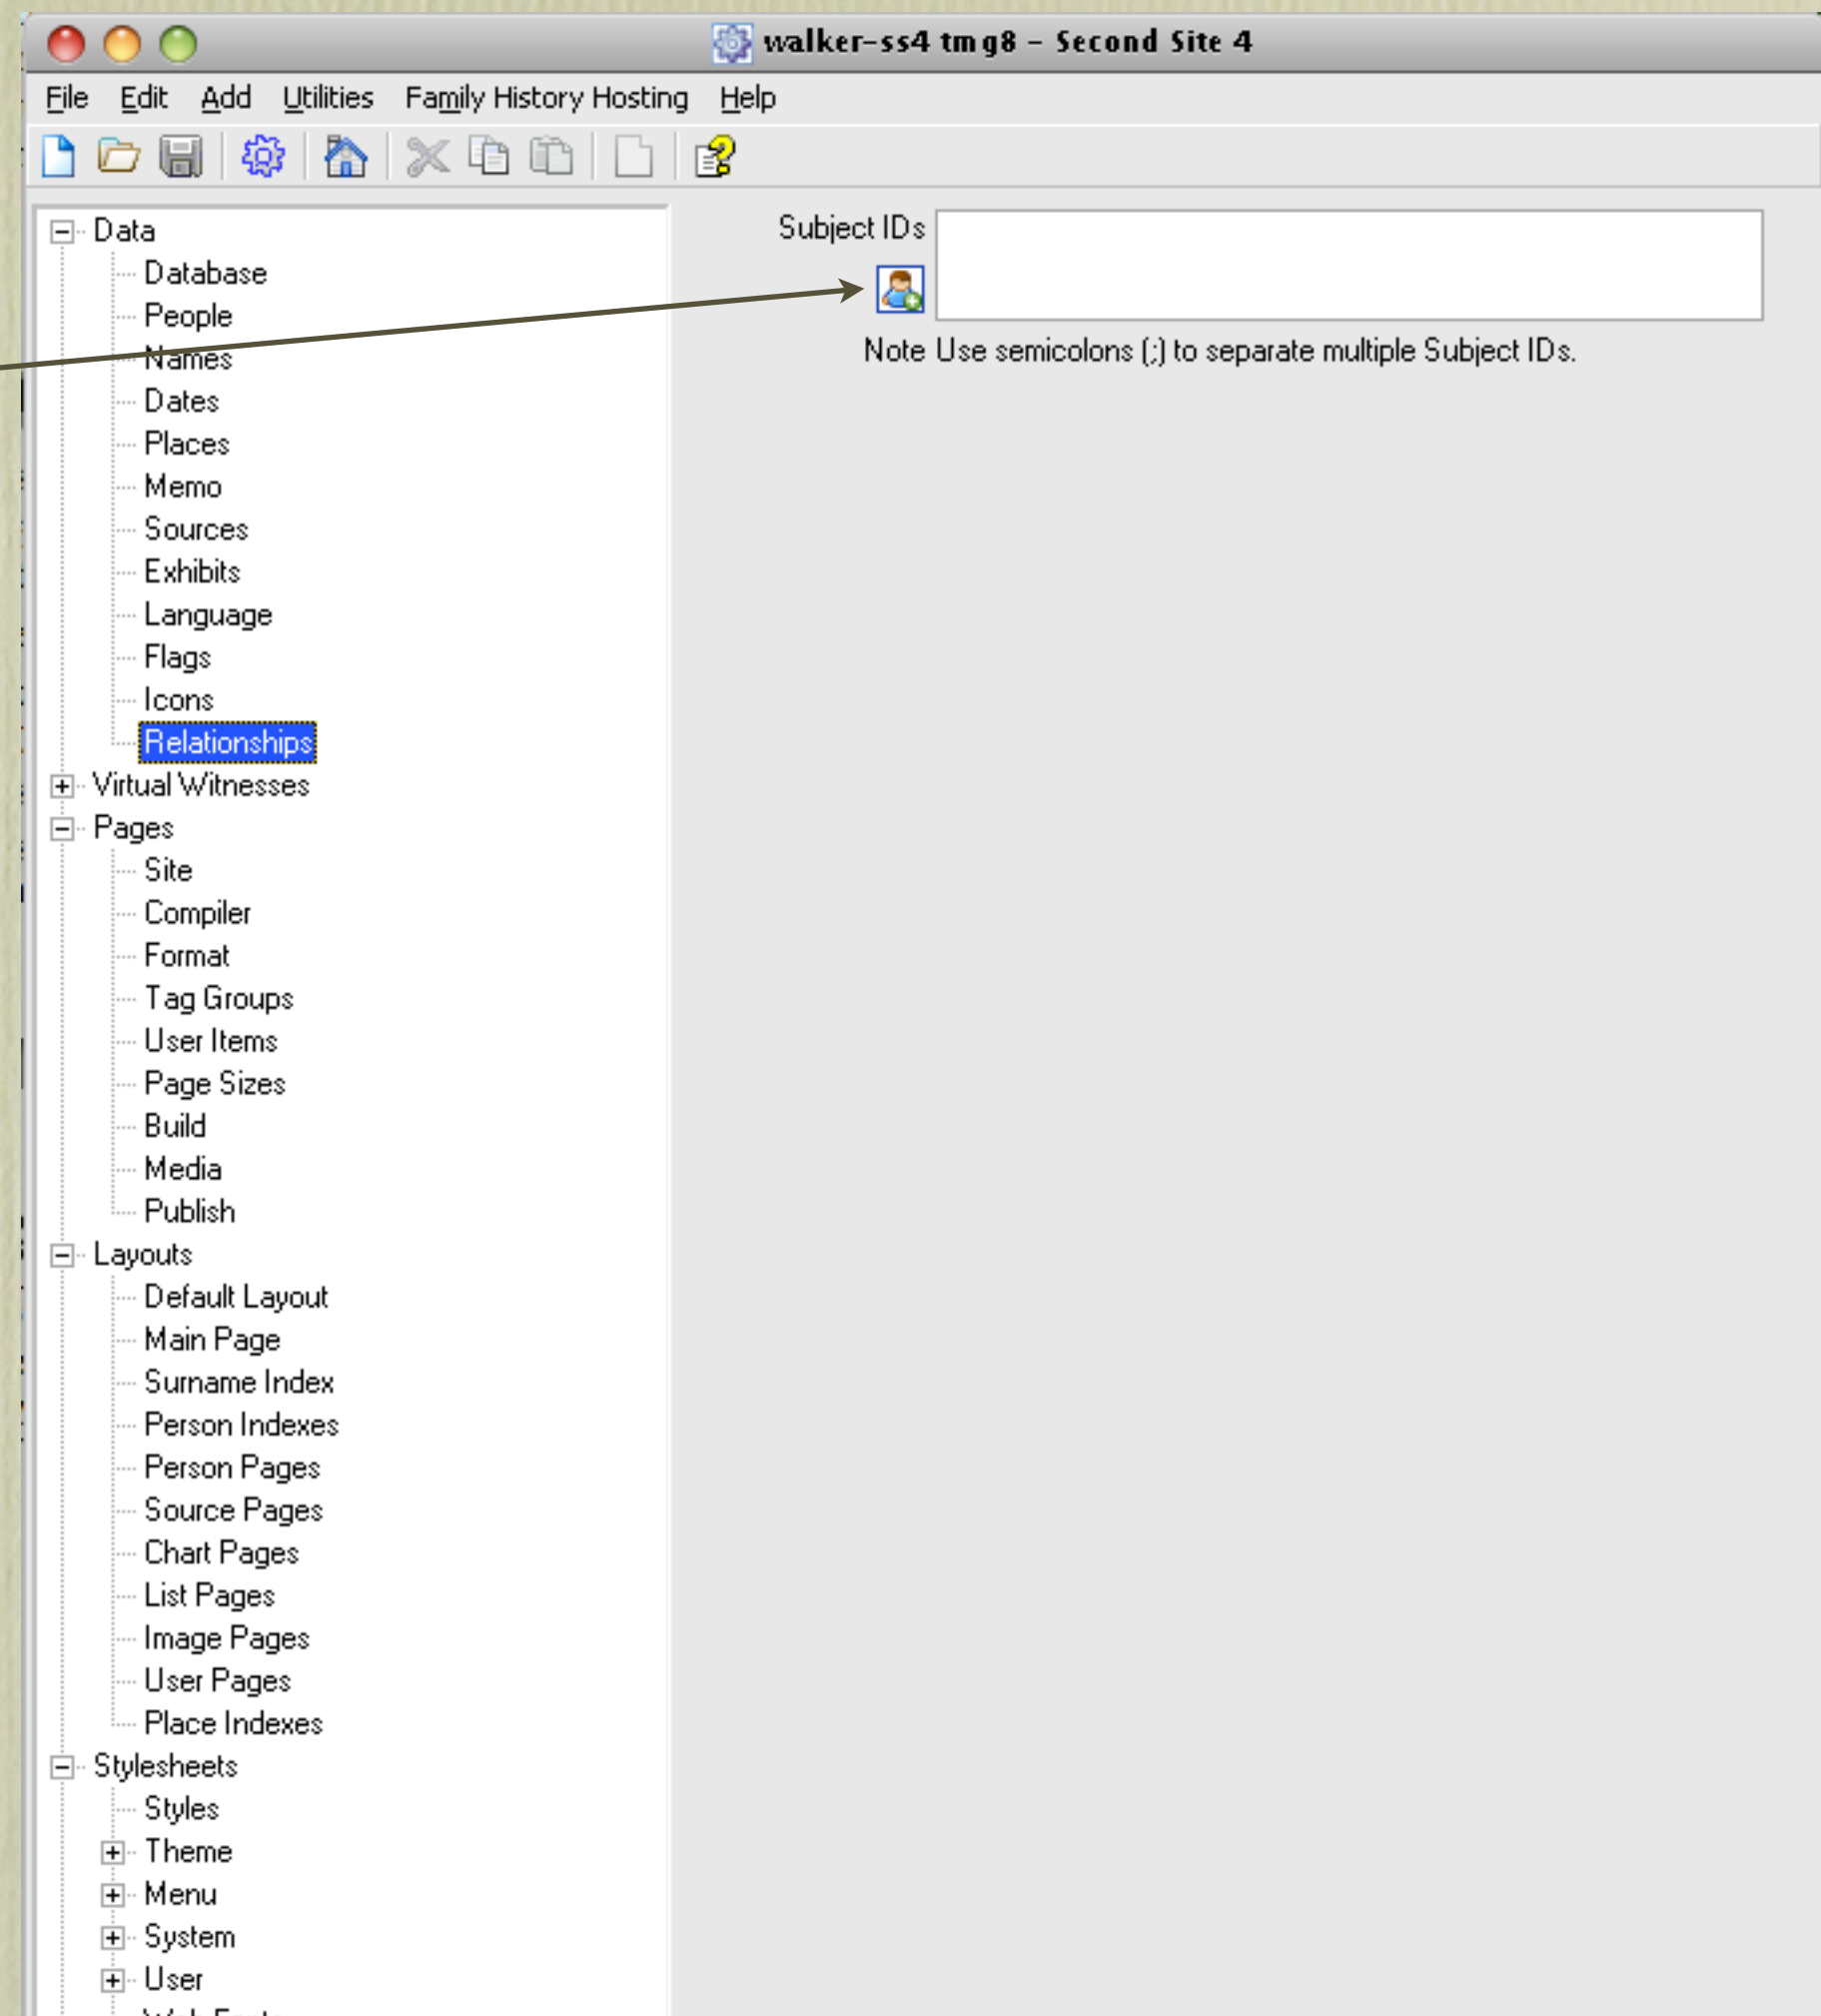 walker-ss4 tmg8 – Second Site 4
File Edit Add Utilities Family History Hosting Help
Data
Database
People
Names
Dates
Places
Memo
Sources
Exhibits
Language
Flags
Icons
Relationships
Virtual Witnesses
Pages
Site
Compiler
Format
Tag Groups
User Items
Page Sizes
Build
Media
Publish
Layouts
Default Layout
Main Page
Surname Index
Person Indexes
Person Pages
Source Pages
Chart Pages
List Pages
Image Pages
User Pages
Place Indexes
Stylesheets
Styles
Theme
Menu
System
User
Subject IDs
Note Use semicolons (;) to separate multiple Subject IDs.